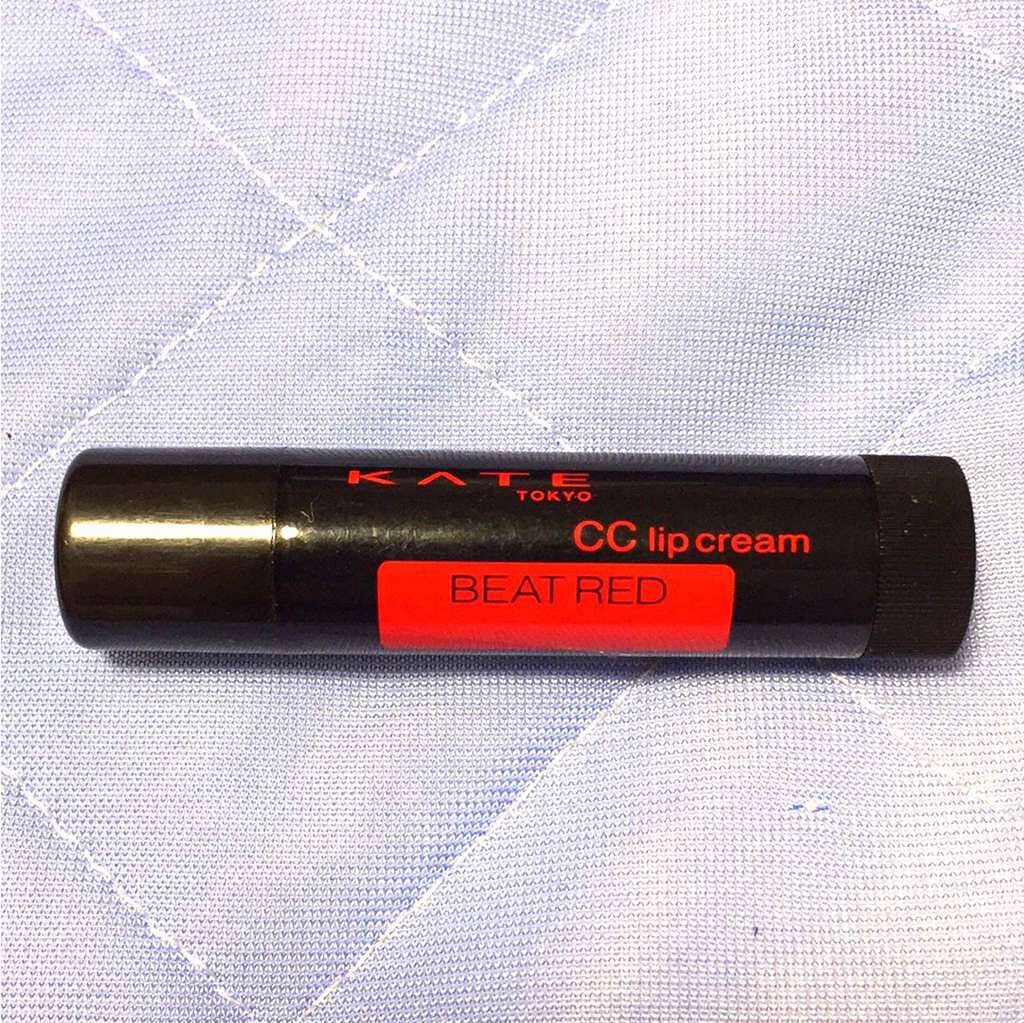 KATE
TOKYO
CC lip cream
BEAT RED